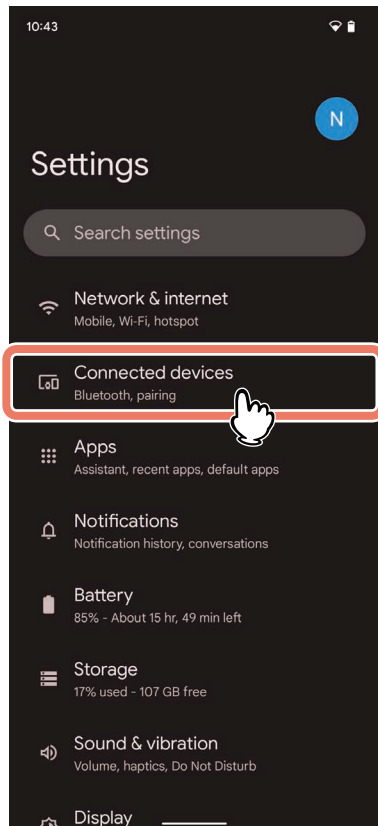 10:43
N
Settings
Search settings
Network & internet
Mobile, Wi-Fi, hotspot
Connected devices
Bluetooth, pairing
Apps
Assistant, recent apps, default apps
Notifications
Notification history, conversations
Battery
85% - About 15 hr, 49 min left
Storage
17% used - 107 GB free
Sound & vibration
Volume, haptics, Do Not Disturb
Display